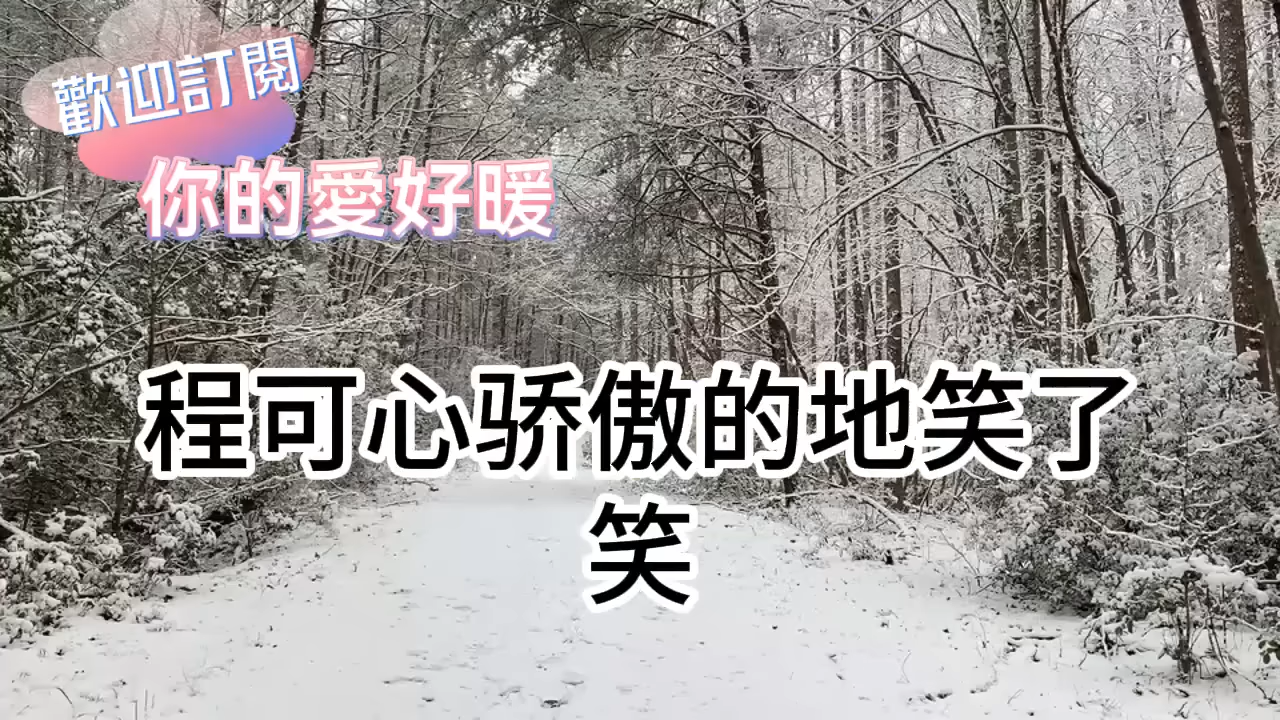 歡迎訂閱
你的愛好暖
程可心骄傲的地笑了
笑